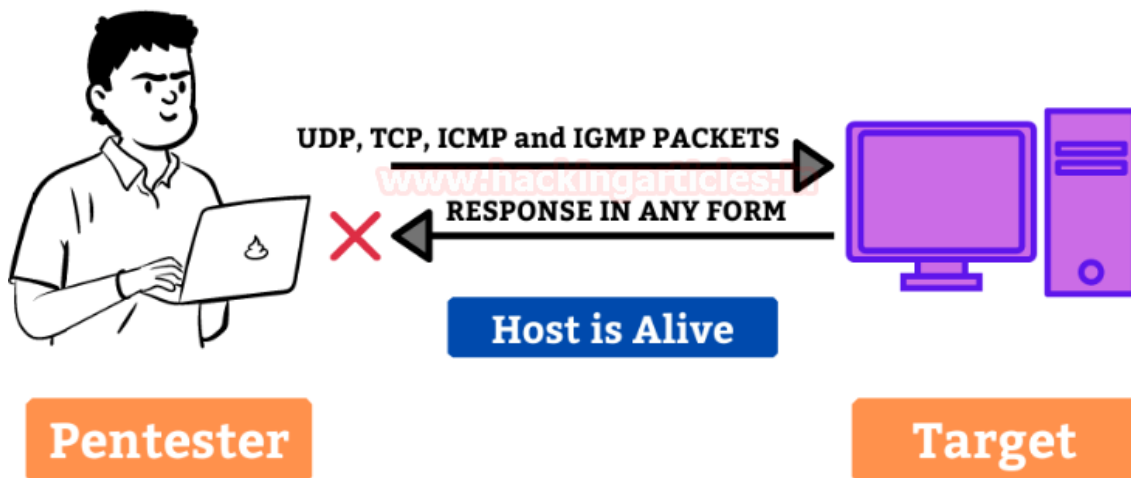 UDP, TCP, ICMP and IGMP PACKETS
www.hackingarticles.in
RESPONSE IN ANY FORM
Host is Alive
Pentester
Target